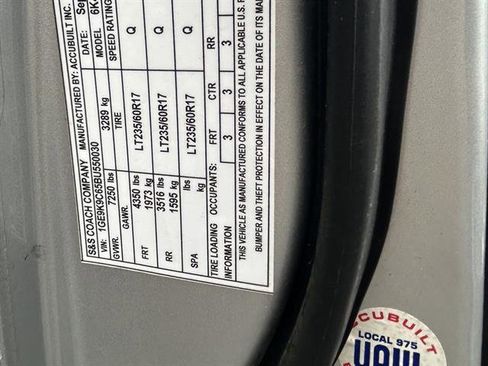 S&S COACH COMPANY MANUFACTURED BY: ACCUBUILT INC. DATE:
VIN: 1GE9K9C65BU550030 MODEL
GVWR: 7250 lbs 3289 kg SPEED RATING
GAWR. TIRE
FRT 4350 lbs 1973 kg LT235/60R17 Q
RR 3516 lbs 1595 kg LT235/60R17 Q
SPA lbs kg LT235/60R17 Q
TIRE LOADING OCCUPANTS: FRT CTR RR
INFORMATION 3 3 3
THIS VEHICLE AS MANUFACTURED CONFORMS TO ALL APPLICABLE U.S.
BUMPER AND THEFT PROTECTION IN EFFECT ON THE DATE OF ITS
ACCUBUILT
LOCAL 975
UAW